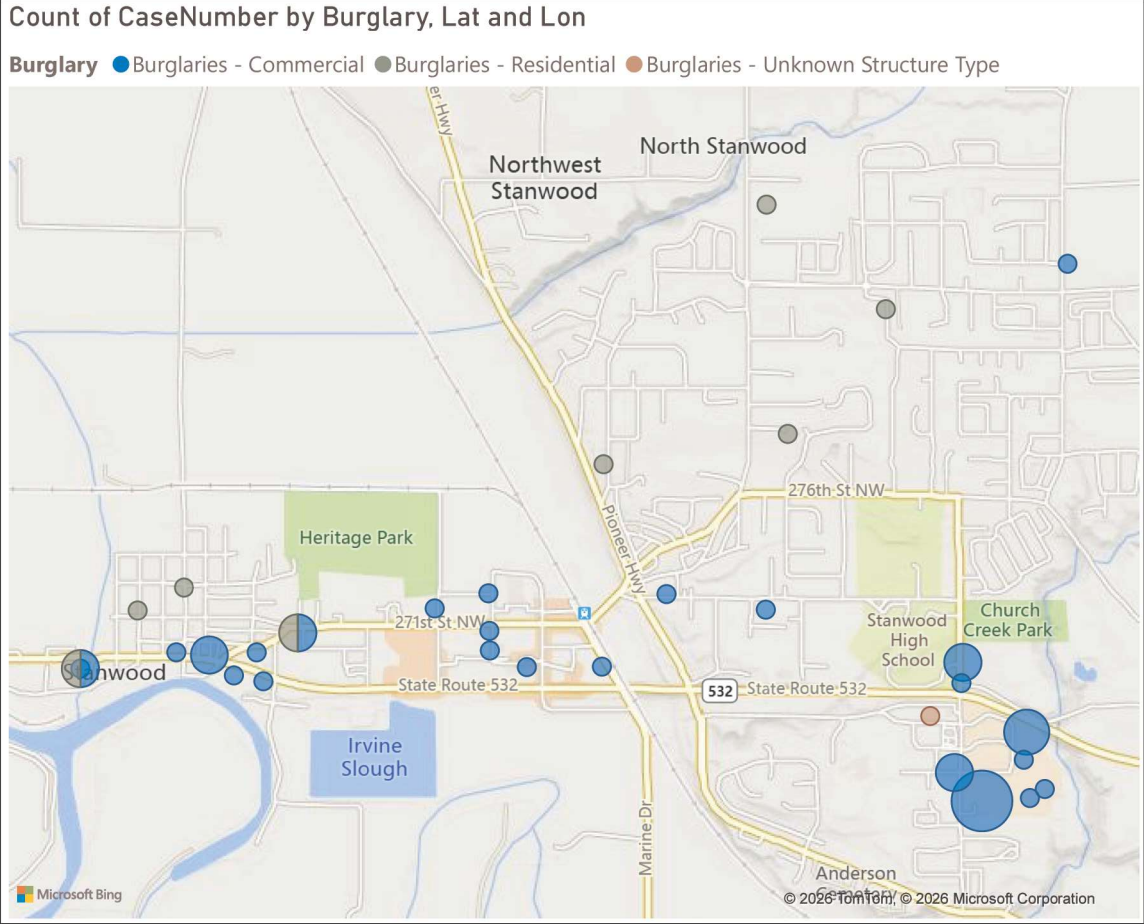 Count of CaseNumber by Burglary, Lat and Lon
Burglary Burglaries - Commercial Burglaries - Residential Burglaries - Unknown Structure Type
er Hwy
North Stanwood
Northwest
Stanwood
276th St NW
Pioneer Hwy
Heritage Park
271st St NW
Stanwood
High
School
Church
Creek Park
Stanwood
State Route 532
532
State Route 532
Irvine
Slough
Marine Dr
Anderson
Cemetery
Microsoft Bing
© 2026 TomTom, © 2026 Microsoft Corporation